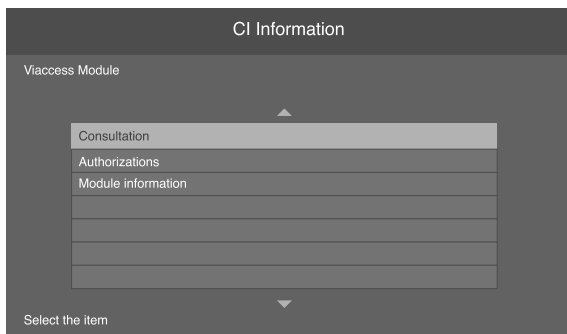 CI Information
Viaccess Module
Consultation
Authorizations
Module information
Select the item